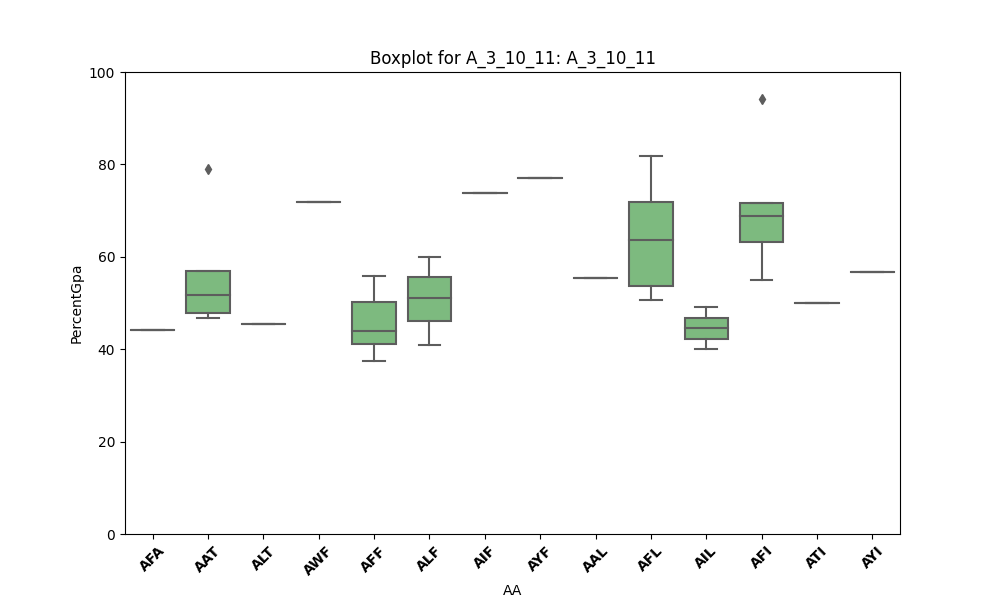 Boxplot for A_3_10_11: A_3_10_11
100
80
60
40
20
0
PercentGpa
AFA AAT ALT AWF AFF ALF AIF AYF AAL AFL AIL AFI ATI AYI
AA